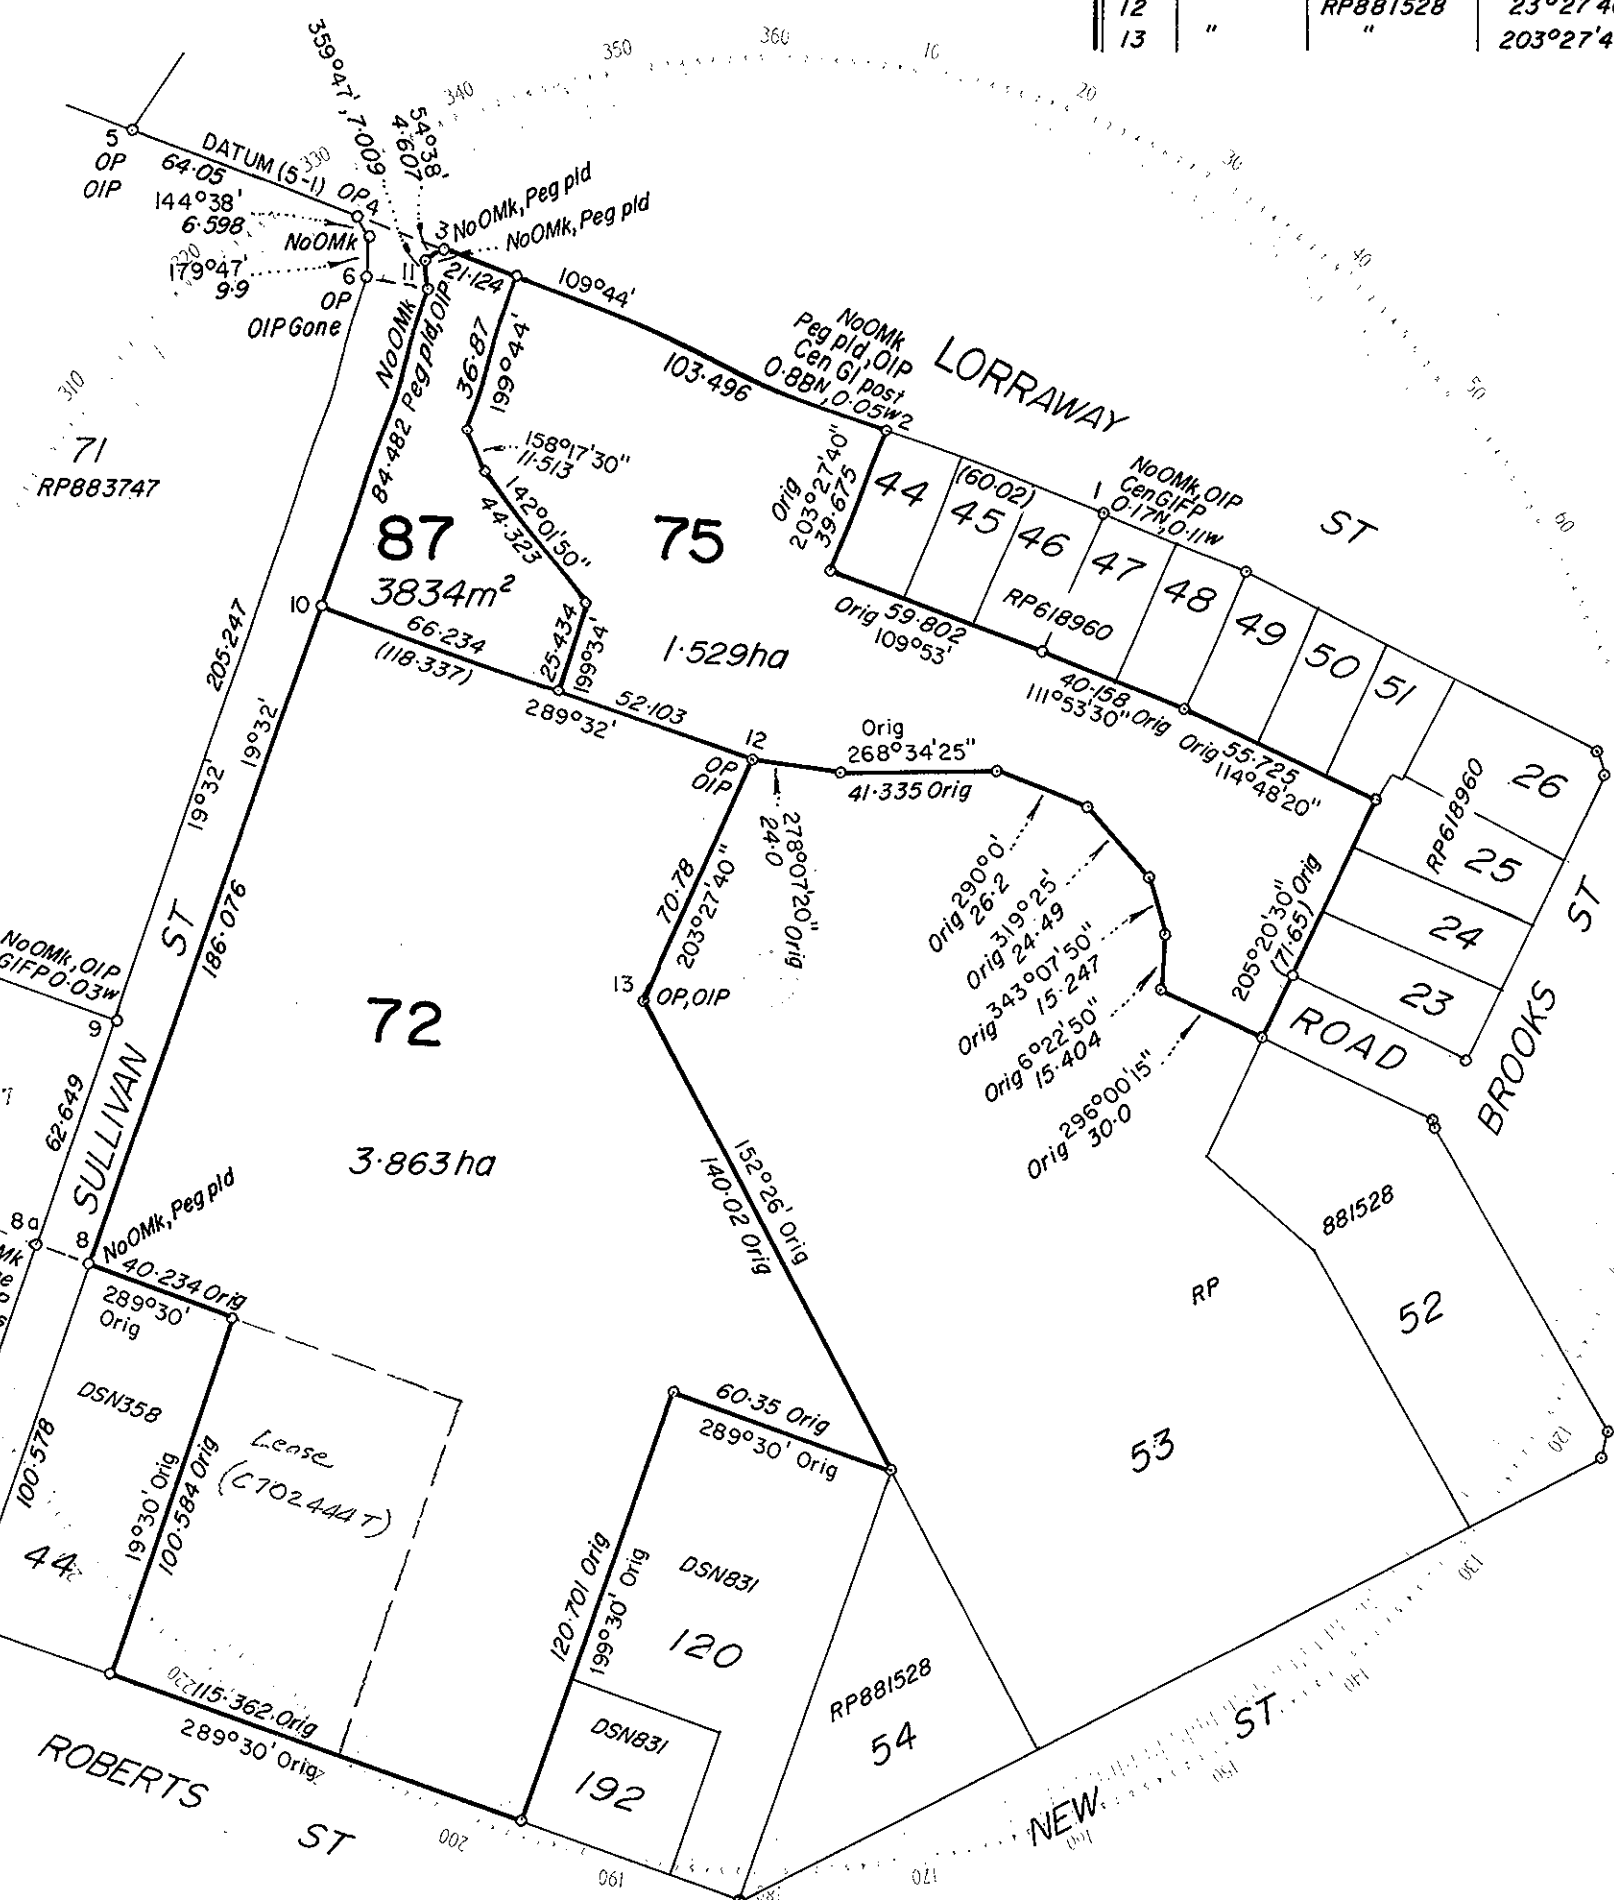 12 RP881528 23°27'40
13 " " 203°27'4
350
360
10
340
20
359°47', 7·009
54°38'
4·607
330
30
5
OP
OIP
DATUM (5-1)
64·05
OP4
144°38'
6·598
NoOMk
3
NoOMk, Peg pld
NoOMk, Peg pld
320
179°47'
9·9
6
OP
OIPGone
11
21·124
109°44'
40
310
NoOMk
84·482 Peg pld, OIP
36·87
199°44'
103·496
NoOMk
Peg pld, OIP
Cen GI post
0·88N, 0·05W
2
LORRAWAY
ST
50
60
71
RP883747
158°17'30"
11·513
142°01'50"
44·323
87
3834m²
75
1·529ha
Orig
203°27'40"
39·675
44
(60·02)
45
46
1
NoOMk, OIP
CenGIFP
0·17N, 0·11W
47
48
49
50
51
RP618960
10
66·234
(118·337)
25·434
199°34'
Orig 59·802
109°53'
40·158
111°53'30" Orig
Orig 55·725
114°48'20"
205·247
19°32'
19°32'
289°32'
52·103
12
OP
OIP
Orig
268°34'25"
41·335 Orig
26
RP618960
25
24
23
278°07'20" Orig
24·0
290°0'
Orig 26·2
319°25'
Orig 24·49
343°07'50"
Orig 15·247
6°22'50"
Orig 15·404
296°00'15"
Orig 30·0
205°20'30" Orig
(71·65)
ROAD
BROOKS
ST
70·78
203°27'40"
13
OP, OIP
NoOMk, OIP
GIFP 0·03W
9
186·076
SULLIVAN
ST
62·649
72
3·863ha
8a
8
NoOMk, Peg pld
40·234 Orig
289°30'
Orig
152°26' Orig
140·02 Orig
881528
RP
52
53
DSN358
100·578
44
19°30' Orig
100·584 Orig
Lease
(C702444T)
60·35 Orig
289°30' Orig
120·701 Orig
199°30' Orig
DSN831
120
DSN831
192
RP881528
54
120
130
140
150
160
170
180
190
200
220
115·362 Orig
289°30' Orig
ROBERTS
ST
NEW
ST